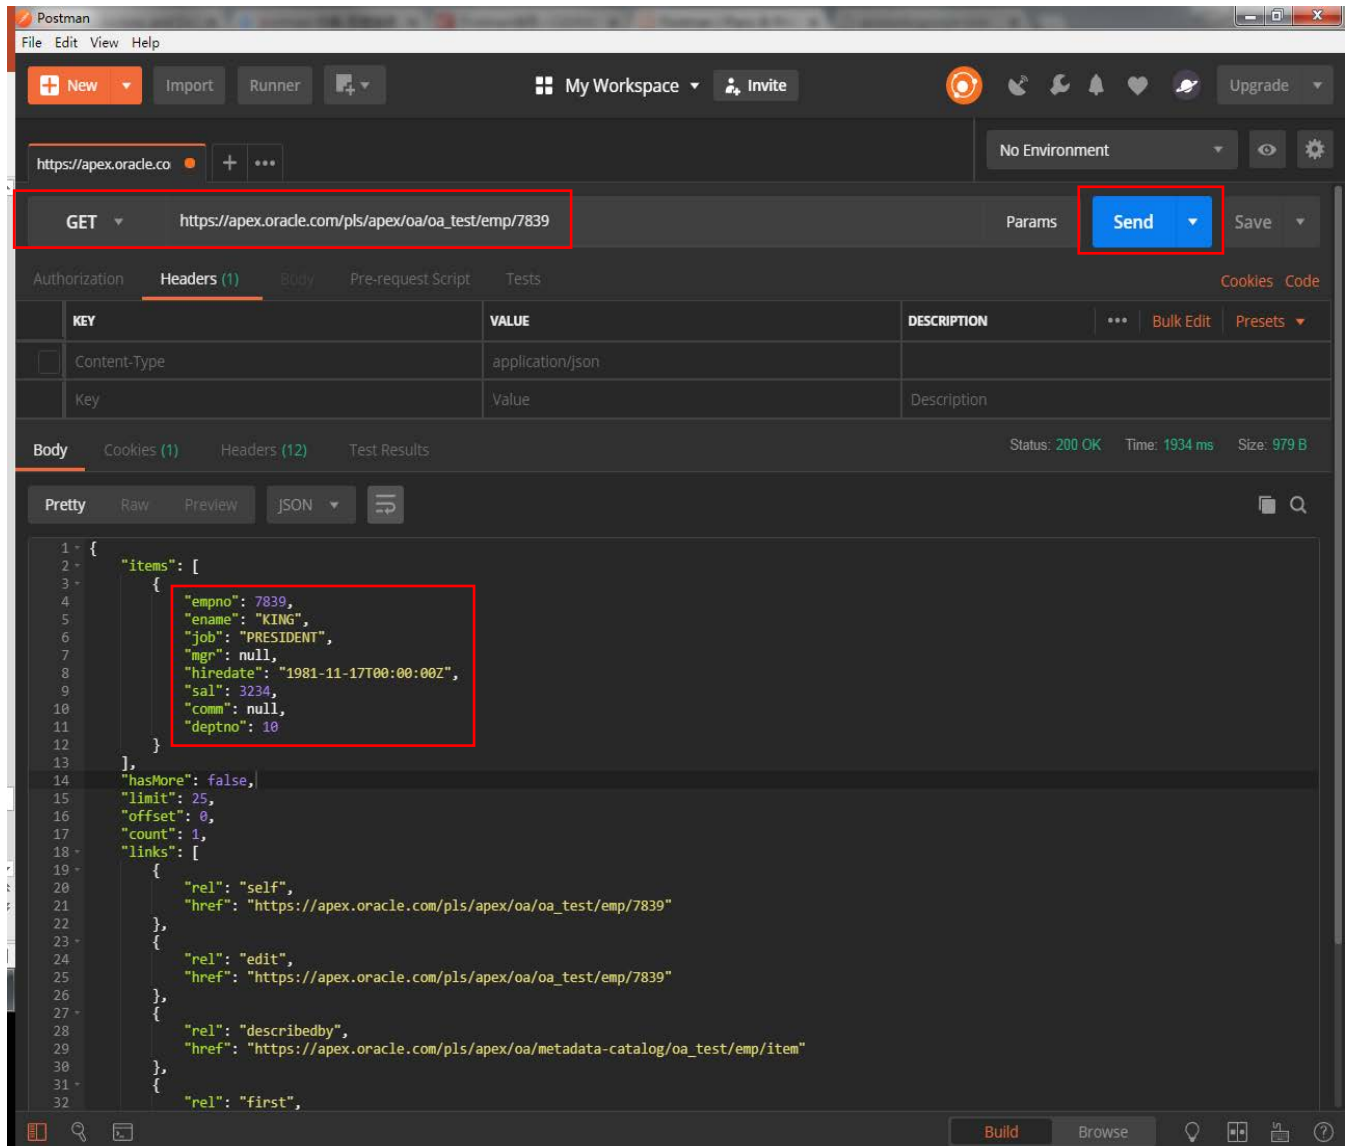 Postman
File Edit View Help
New Import Runner My Workspace Invite Upgrade
https://apex.oracle.co No Environment
GET https://apex.oracle.com/pls/apex/oa/oa_test/emp/7839 Params Send Save
Authorization Headers (1) Body Pre-request Script Tests Cookies Code
KEY VALUE DESCRIPTION Bulk Edit Presets
Content-Type application/json
Key Value Description
Body Cookies (1) Headers (12) Test Results Status: 200 OK Time: 1934 ms Size: 979 B
Pretty Raw Preview JSON
1 {
2 "items": [
3 {
4 "empno": 7839,
5 "ename": "KING",
6 "job": "PRESIDENT",
7 "mgr": null,
8 "hiredate": "1981-11-17T00:00:00Z",
9 "sal": 3234,
10 "comm": null,
11 "deptno": 10
12 }
13 ],
14 "hasMore": false,
15 "limit": 25,
16 "offset": 0,
17 "count": 1,
18 "links": [
19 {
20 "rel": "self",
21 "href": "https://apex.oracle.com/pls/apex/oa/oa_test/emp/7839"
22 },
23 {
24 "rel": "edit",
25 "href": "https://apex.oracle.com/pls/apex/oa/oa_test/emp/7839"
26 },
27 {
28 "rel": "describedby",
29 "href": "https://apex.oracle.com/pls/apex/oa/metadata-catalog/oa_test/emp/item"
30 },
31 {
32 "rel": "first",
Build Browse